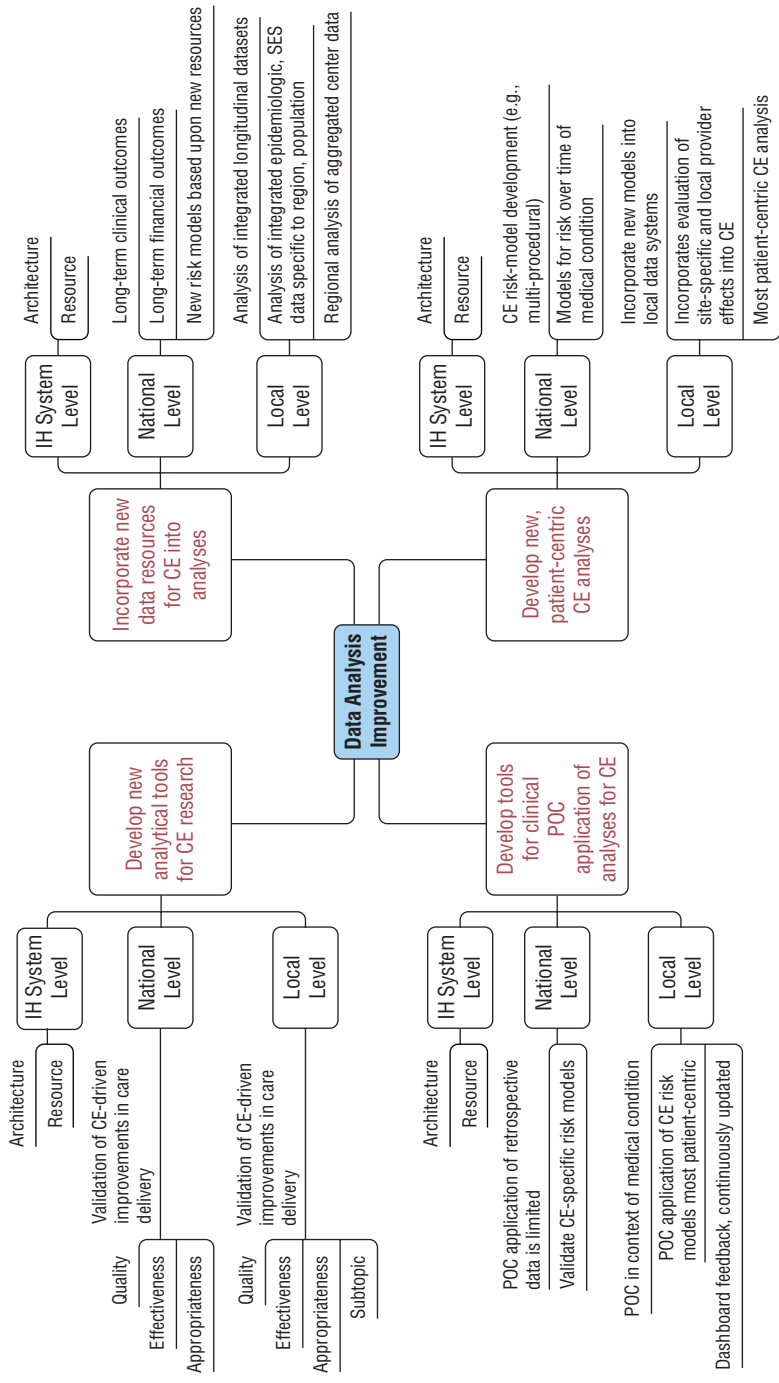 Data Analysis
Improvement
Develop new
analytical tools
for CE research
IH System
Level
Architecture
Resource
National
Level
Validation of CE-driven
improvements in care
delivery
Quality
Effectiveness
Appropriateness
Local
Level
Validation of CE-driven
improvements in care
delivery
Quality
Effectiveness
Appropriateness
Subtopic
Incorporate new
data resources
for CE into
analyses
IH System
Level
Architecture
Resource
National
Level
Long-term clinical outcomes
Long-term financial outcomes
New risk models based upon new resources
Local
Level
Analysis of integrated longitudinal datasets
Analysis of integrated epidemiologic, SES
data specific to region, population
Regional analysis of aggregated center data
Develop tools
for clinical
POC
application of
analyses for CE
IH System
Level
Architecture
Resource
National
Level
POC application of retrospective
data is limited
Validate CE-specific risk models
Local
Level
POC in context of medical condition
POC application of CE risk
models most patient-centric
Dashboard feedback, continuously updated
Develop new,
patient-centric
CE analyses
IH System
Level
Architecture
Resource
National
Level
CE risk-model development (e.g.,
multi-procedural)
Models for risk over time of
medical condition
Local
Level
Incorporate new models into
local data systems
Incorporates evaluation of
site-specific and local provider
effects into CE
Most patient-centric CE analysis